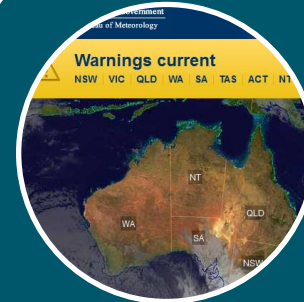 of Meteorology
Warnings current
NSW VIC QLD WA SA TAS ACT NT
NT
QLD
WA
SA
NSW